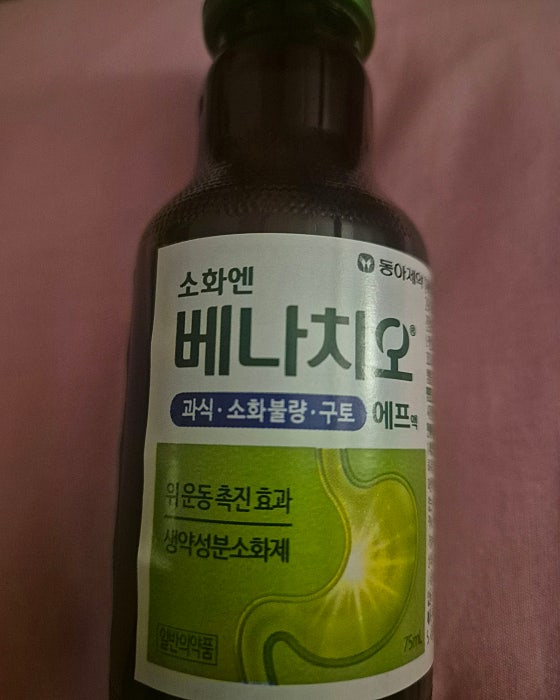 동아제약
소화엔
베나치오®
과식·소화불량·구토 에프액
위운동촉진효과
생약성분소화제
일반의약품
75mL